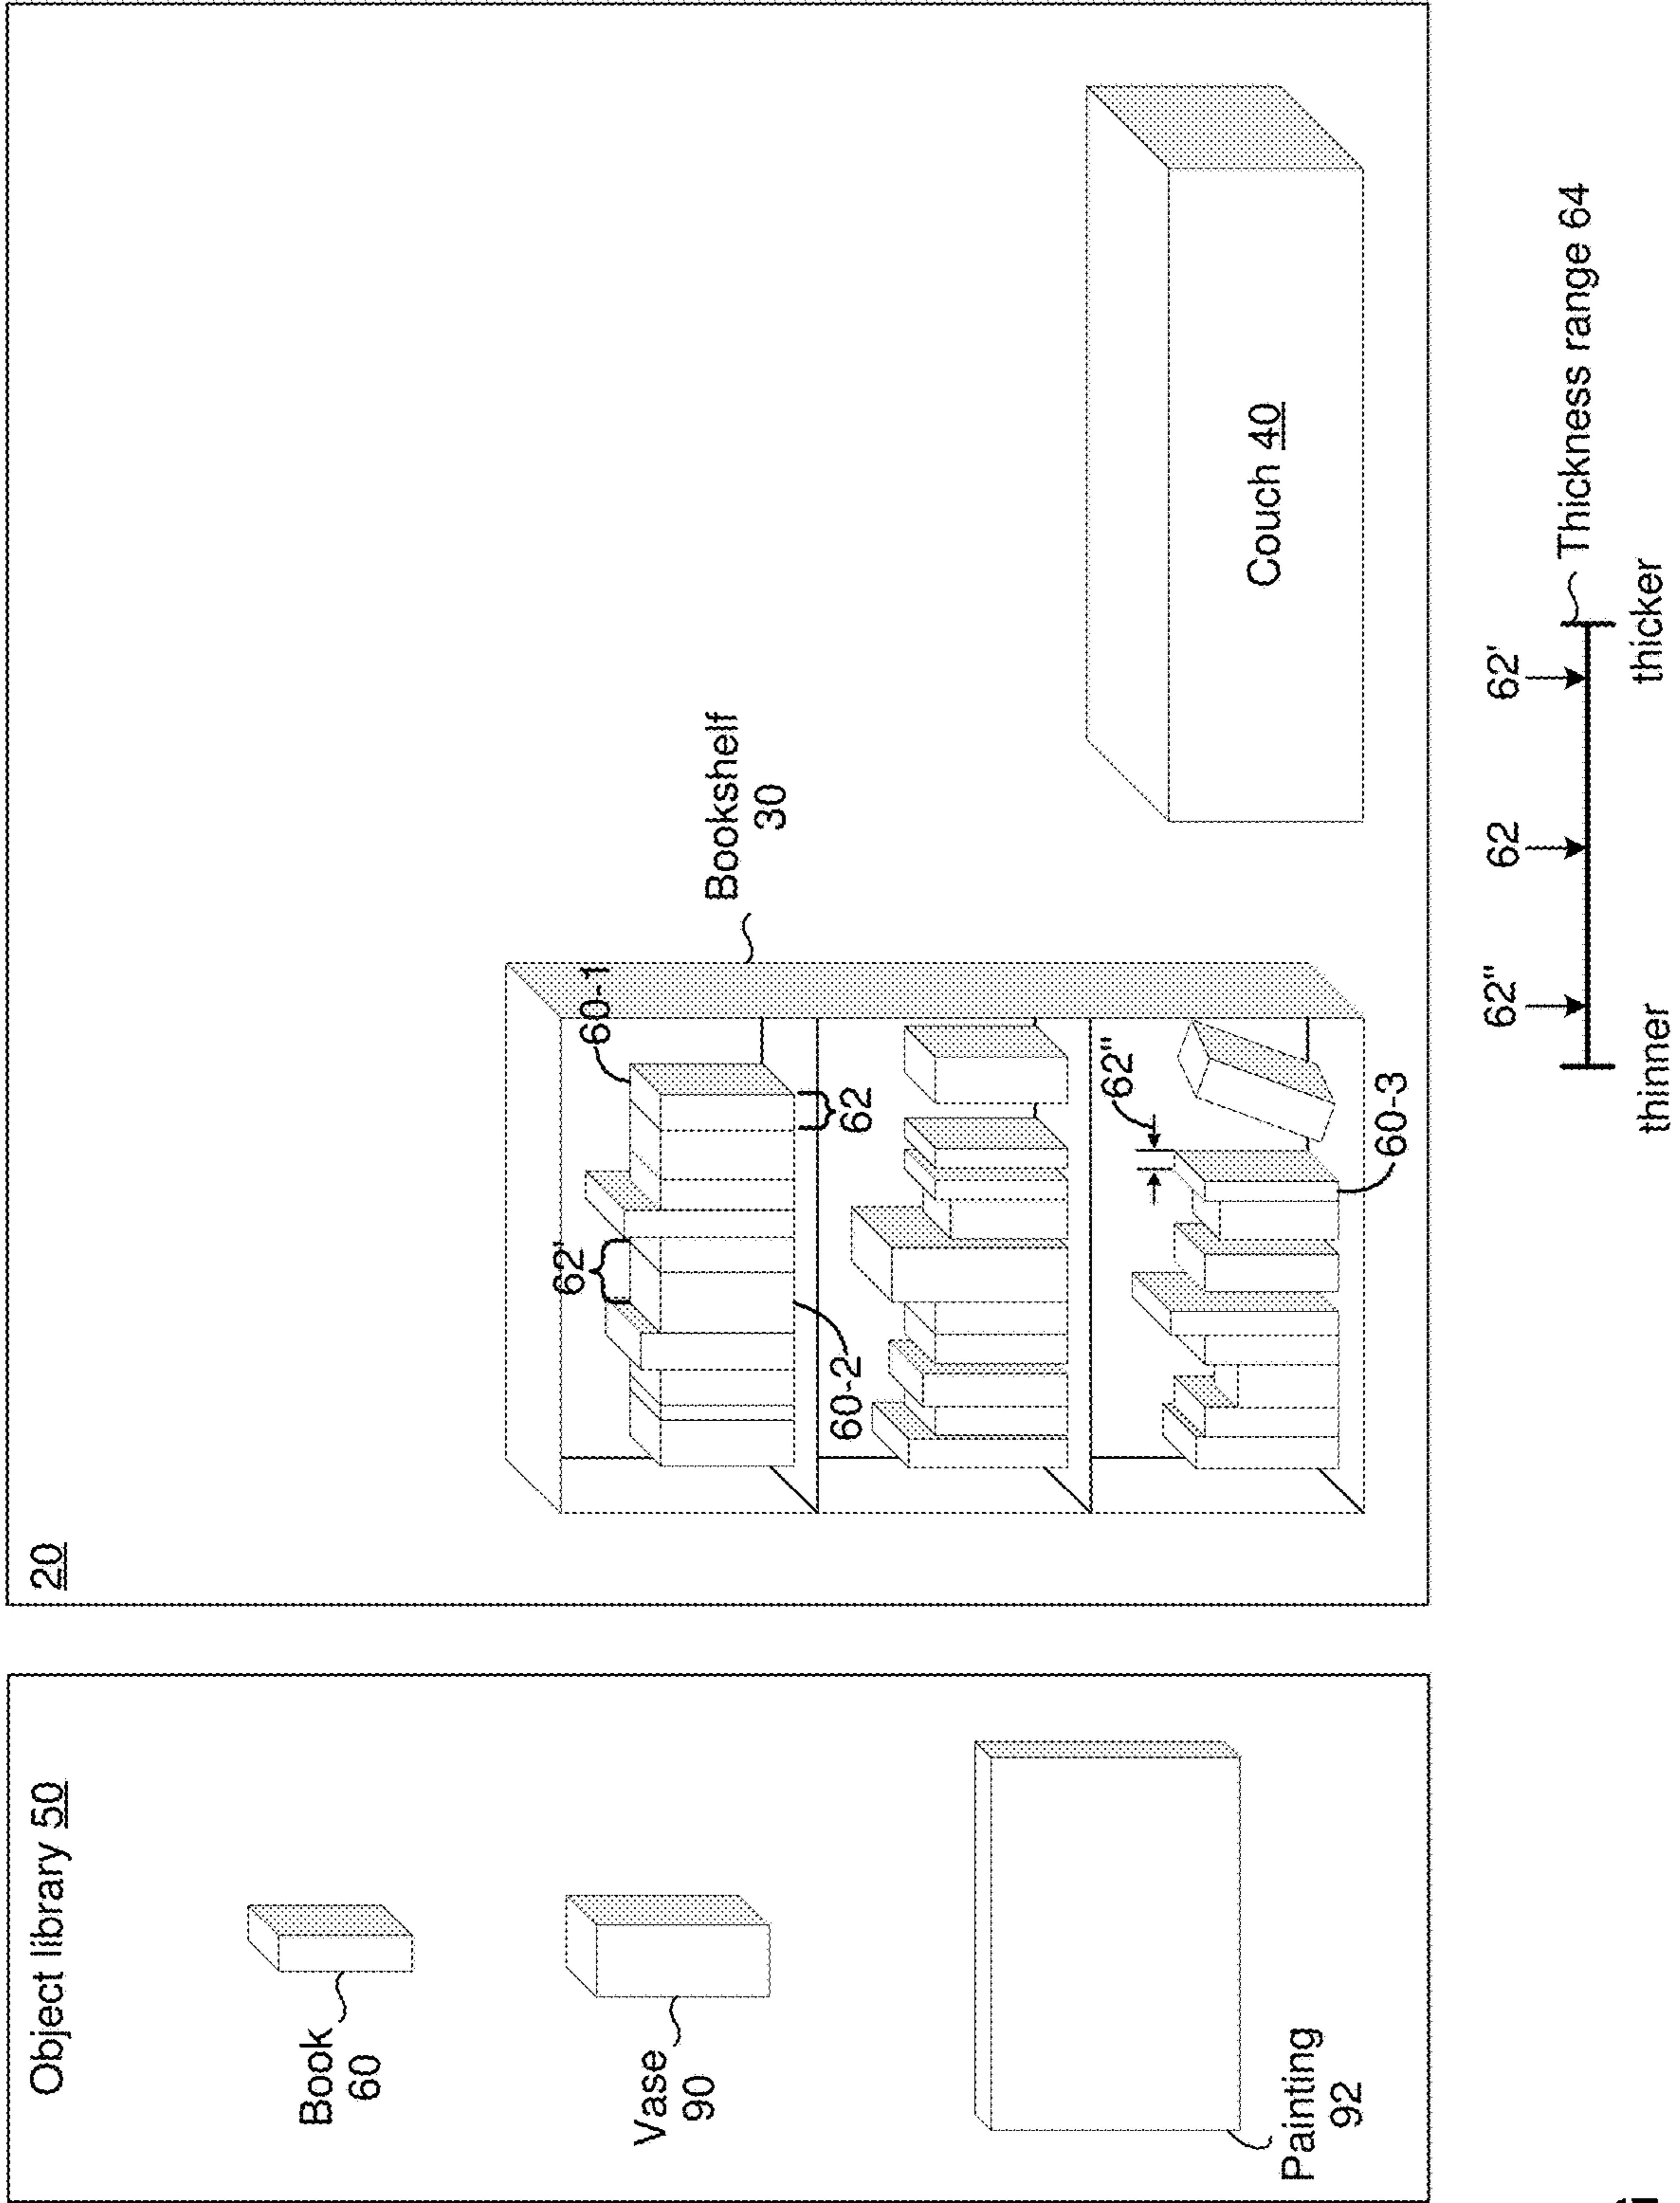 Object library 50
Book
60
Vase
90
Painting
92
20
Bookshelf
30
60-1
62'
62
60-2
62"
60-3
Couch 40
62"
62
62'
Thickness range 64
thinner
thicker